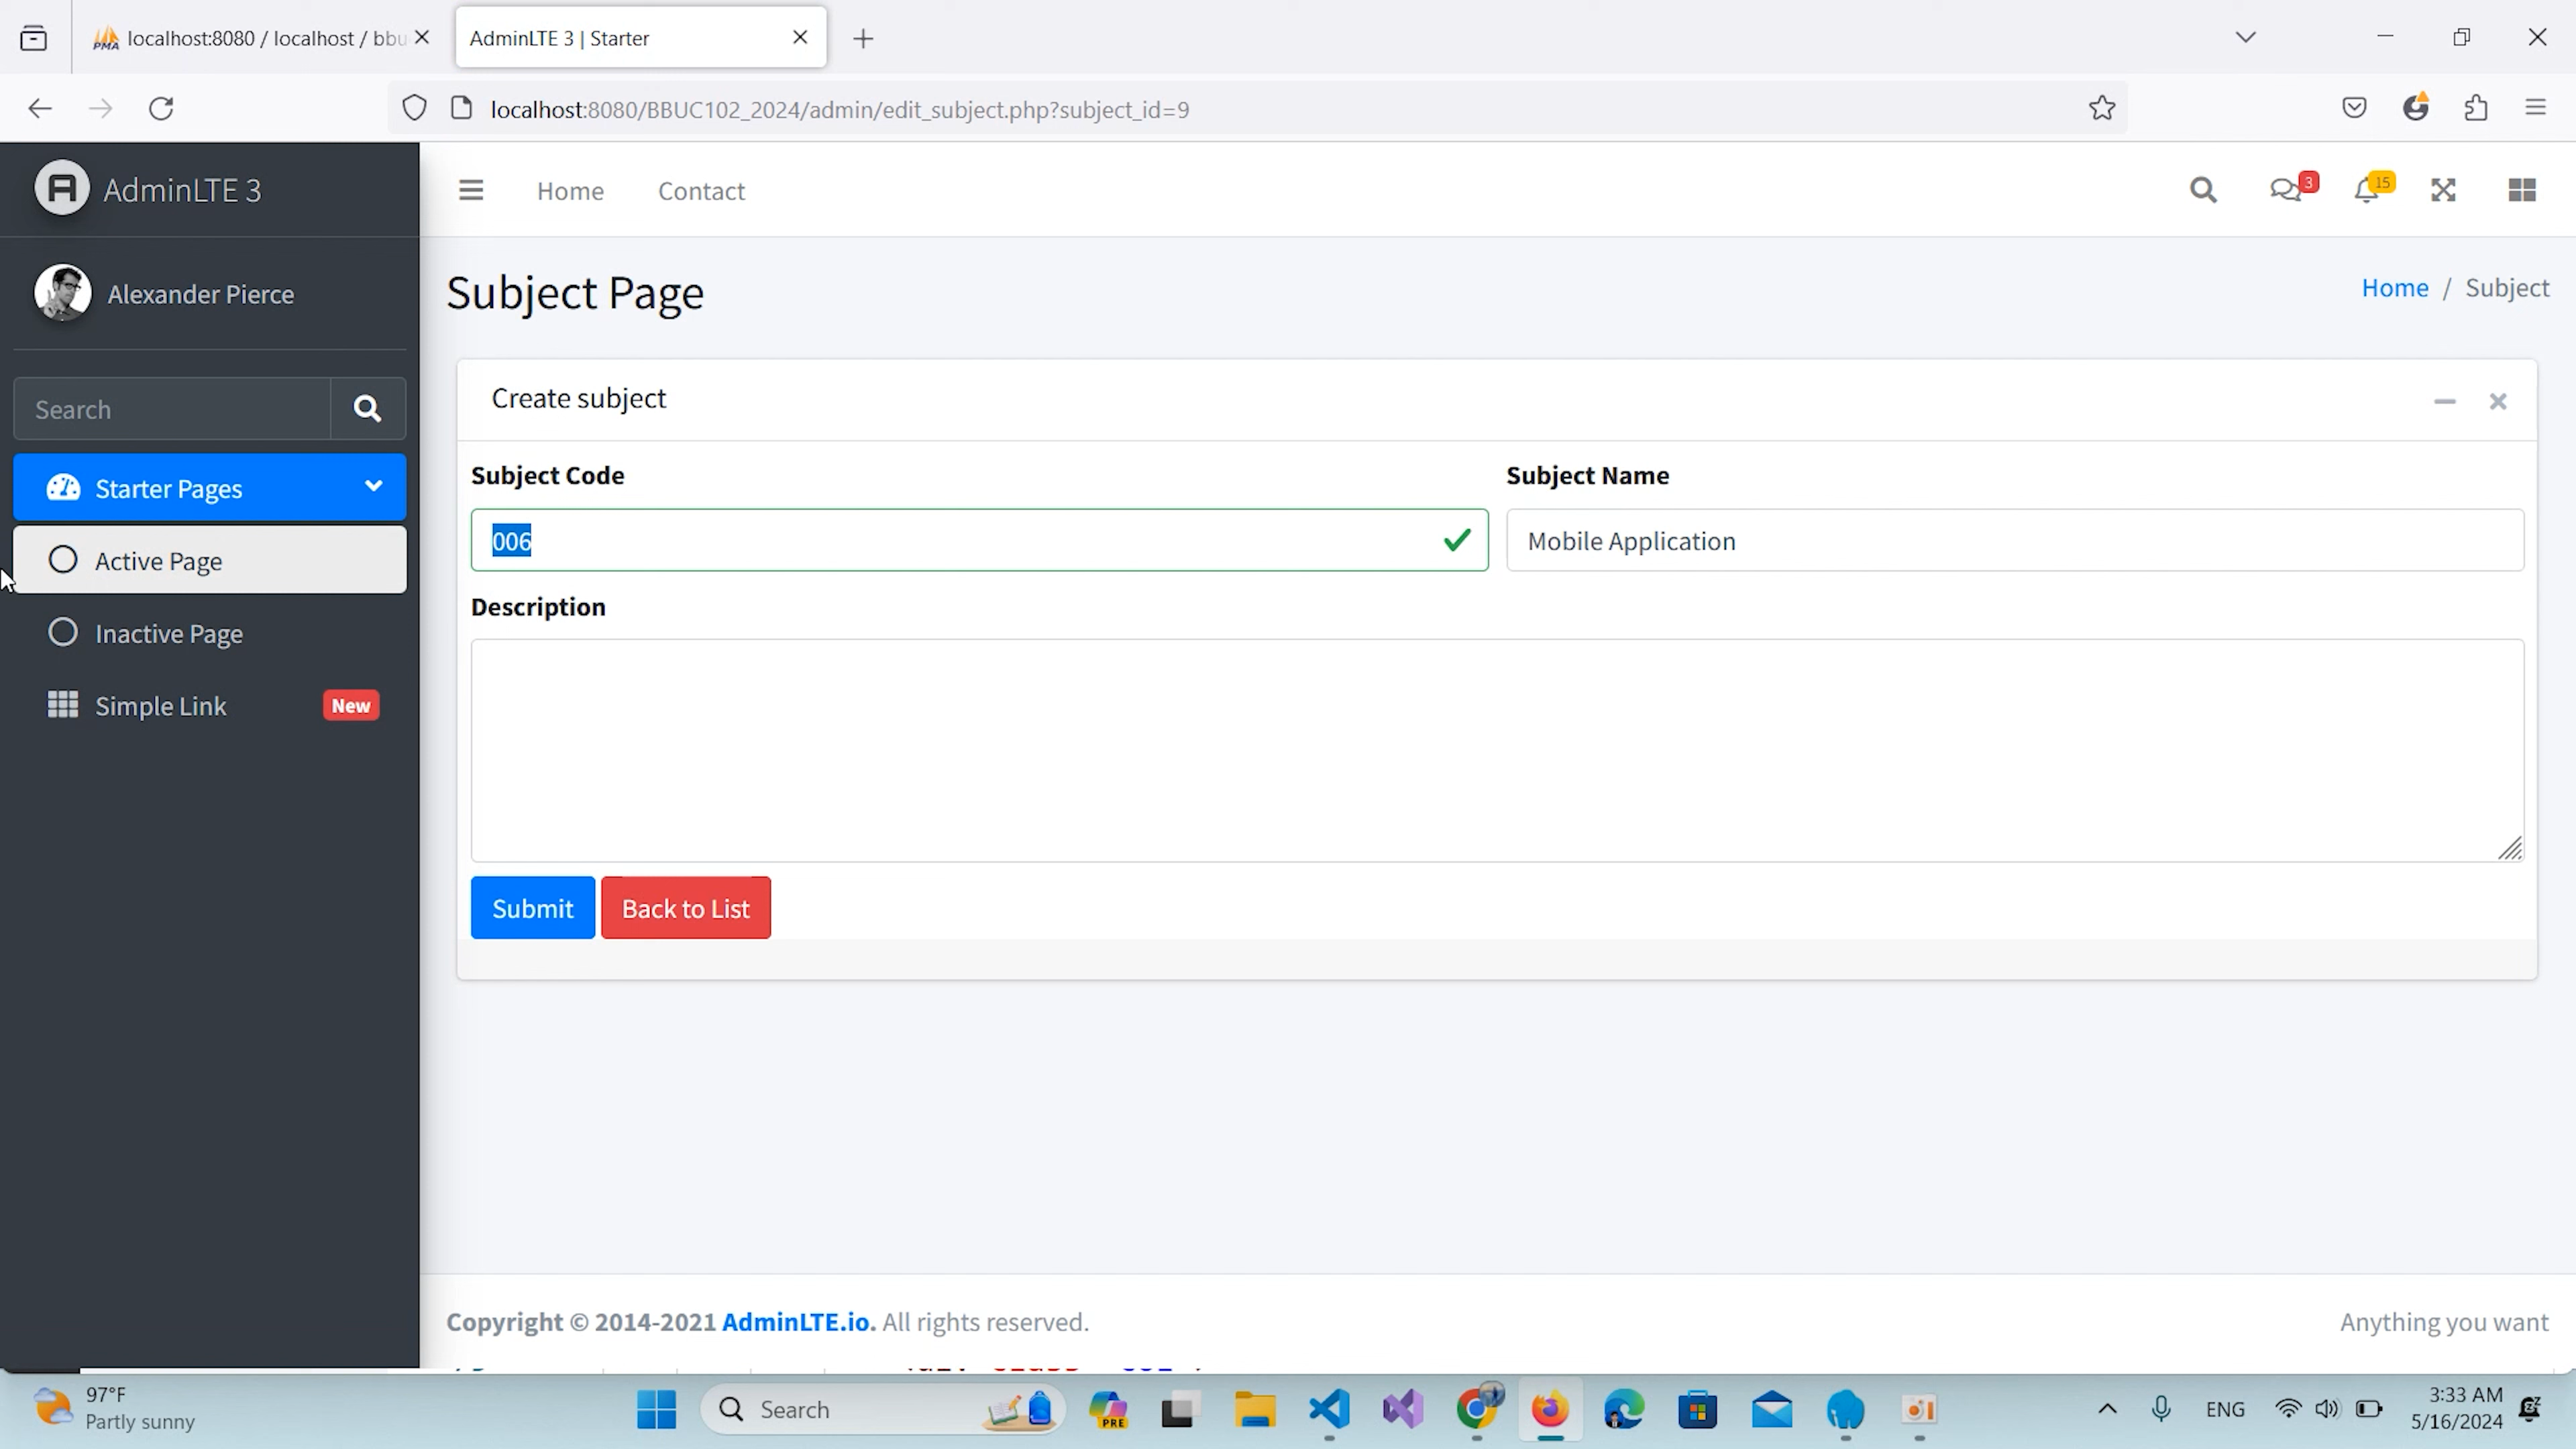 localhost:8080 / localhost / bbu
AdminLTE 3 | Starter
localhost:8080/BBUC102_2024/admin/edit_subject.php?subject_id=9
AdminLTE 3
Home
Contact
3
15
Alexander Pierce
Subject Page
Home / Subject
Search
Create subject
Starter Pages
Subject Code
Subject Name
006
Mobile Application
Active Page
Description
Inactive Page
Simple Link
New
Submit
Back to List
Copyright © 2014-2021 AdminLTE.io. All rights reserved.
Anything you want
97°F
Partly sunny
Search
PRE
ENG
3:33 AM
5/16/2024